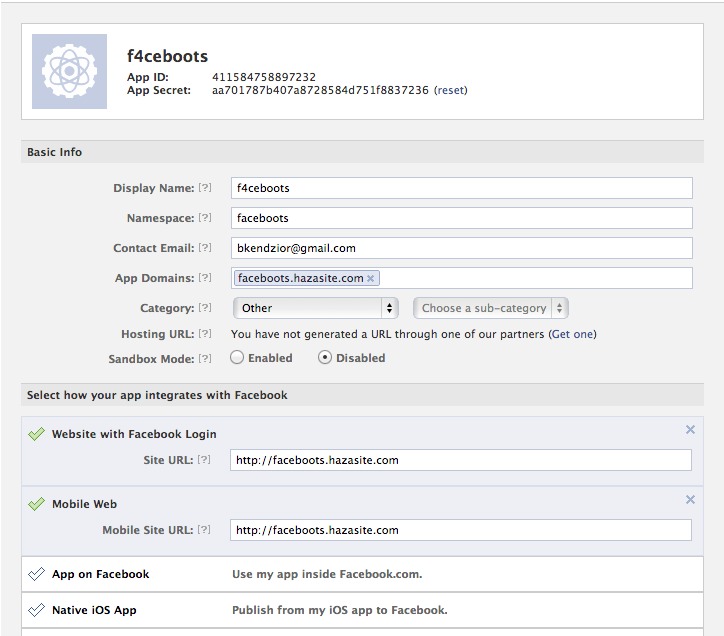 f4ceboots
App ID: 411584758897232
App Secret: aa701787b407a8728584d751f8837236 (reset)
Basic Info
Display Name: [?] f4ceboots
Namespace: [?] faceboots
Contact Email: [?] bkendzior@gmail.com
App Domains: [?] faceboots.hazasite.com ×
Category: [?] Other Choose a sub-category
Hosting URL: [?] You have not generated a URL through one of our partners (Get one)
Sandbox Mode: [?] Enabled Disabled
Select how your app integrates with Facebook
Website with Facebook Login
Site URL: [?] http://faceboots.hazasite.com
Mobile Web
Mobile Site URL: [?] http://faceboots.hazasite.com
App on Facebook Use my app inside Facebook.com.
Native iOS App Publish from my iOS app to Facebook.